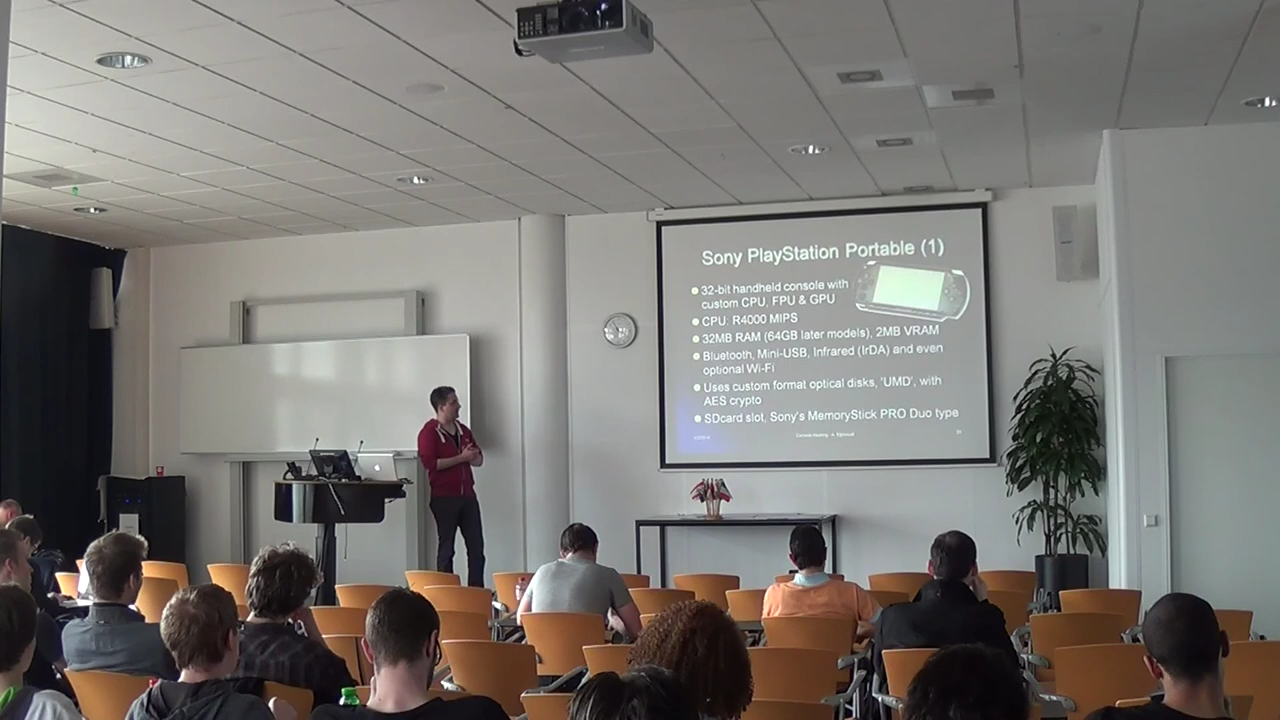 Sony PlayStation Portable (1)
32-bit handheld console with
custom CPU, FPU & GPU
CPU: R4000 MIPS
32MB RAM (64GB later models), 2MB VRAM
Bluetooth, Mini-USB, Infrared (IrDA) and even
optional Wi-Fi
Uses custom format optical disks, 'UMD', with
AES crypto
SDcard slot, Sony's MemoryStick PRO Duo type